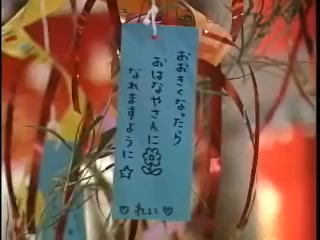 おおきくなったら
おはなやさんに
なれますように☆
♡れい♡